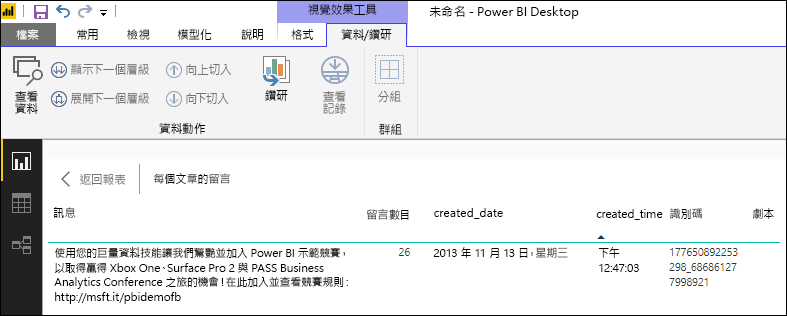 視覺效果工具
未命名 - Power BI Desktop
檔案 常用 檢視 模型化 說明 格式 資料/鑽研
查看資料
顯示下一個層級
展開下一個層級
向上切入
向下切入
鑽研
查看記錄
分組
資料動作
群組
返回報表 每個文章的留言
訊息 留言數目 created_date created_time 識別碼 劇本
使用您的巨量資料技能讓我們驚艷並加入 Power BI 示範競賽，
以取得贏得 Xbox One、Surface Pro 2 與 PASS Business
Analytics Conference 之旅的機會！在此加入並查看競賽規則：
http://msft.it/pbidemofb
26
2013 年 11 月 13 日，星期三
下午
12:47:03
177650892253
298_68686127
7998921